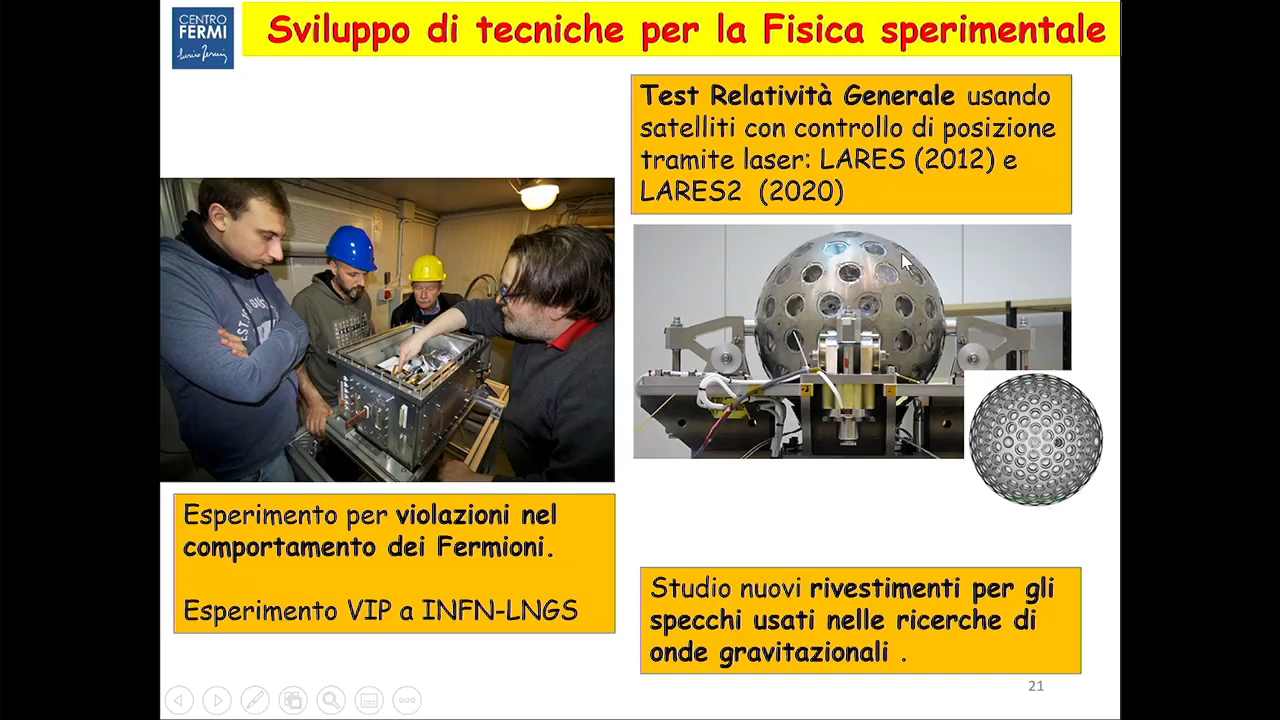 CENTRO
FERMI
Sviluppo di tecniche per la Fisica sperimentale
Test Relatività Generale usando
satelliti con controllo di posizione
tramite laser: LARES (2012) e
LARES2 (2020)
Esperimento per violazioni nel
comportamento dei Fermioni.
Esperimento VIP a INFN-LNGS
Studio nuovi rivestimenti per gli
specchi usati nelle ricerche di
onde gravitazionali .
21